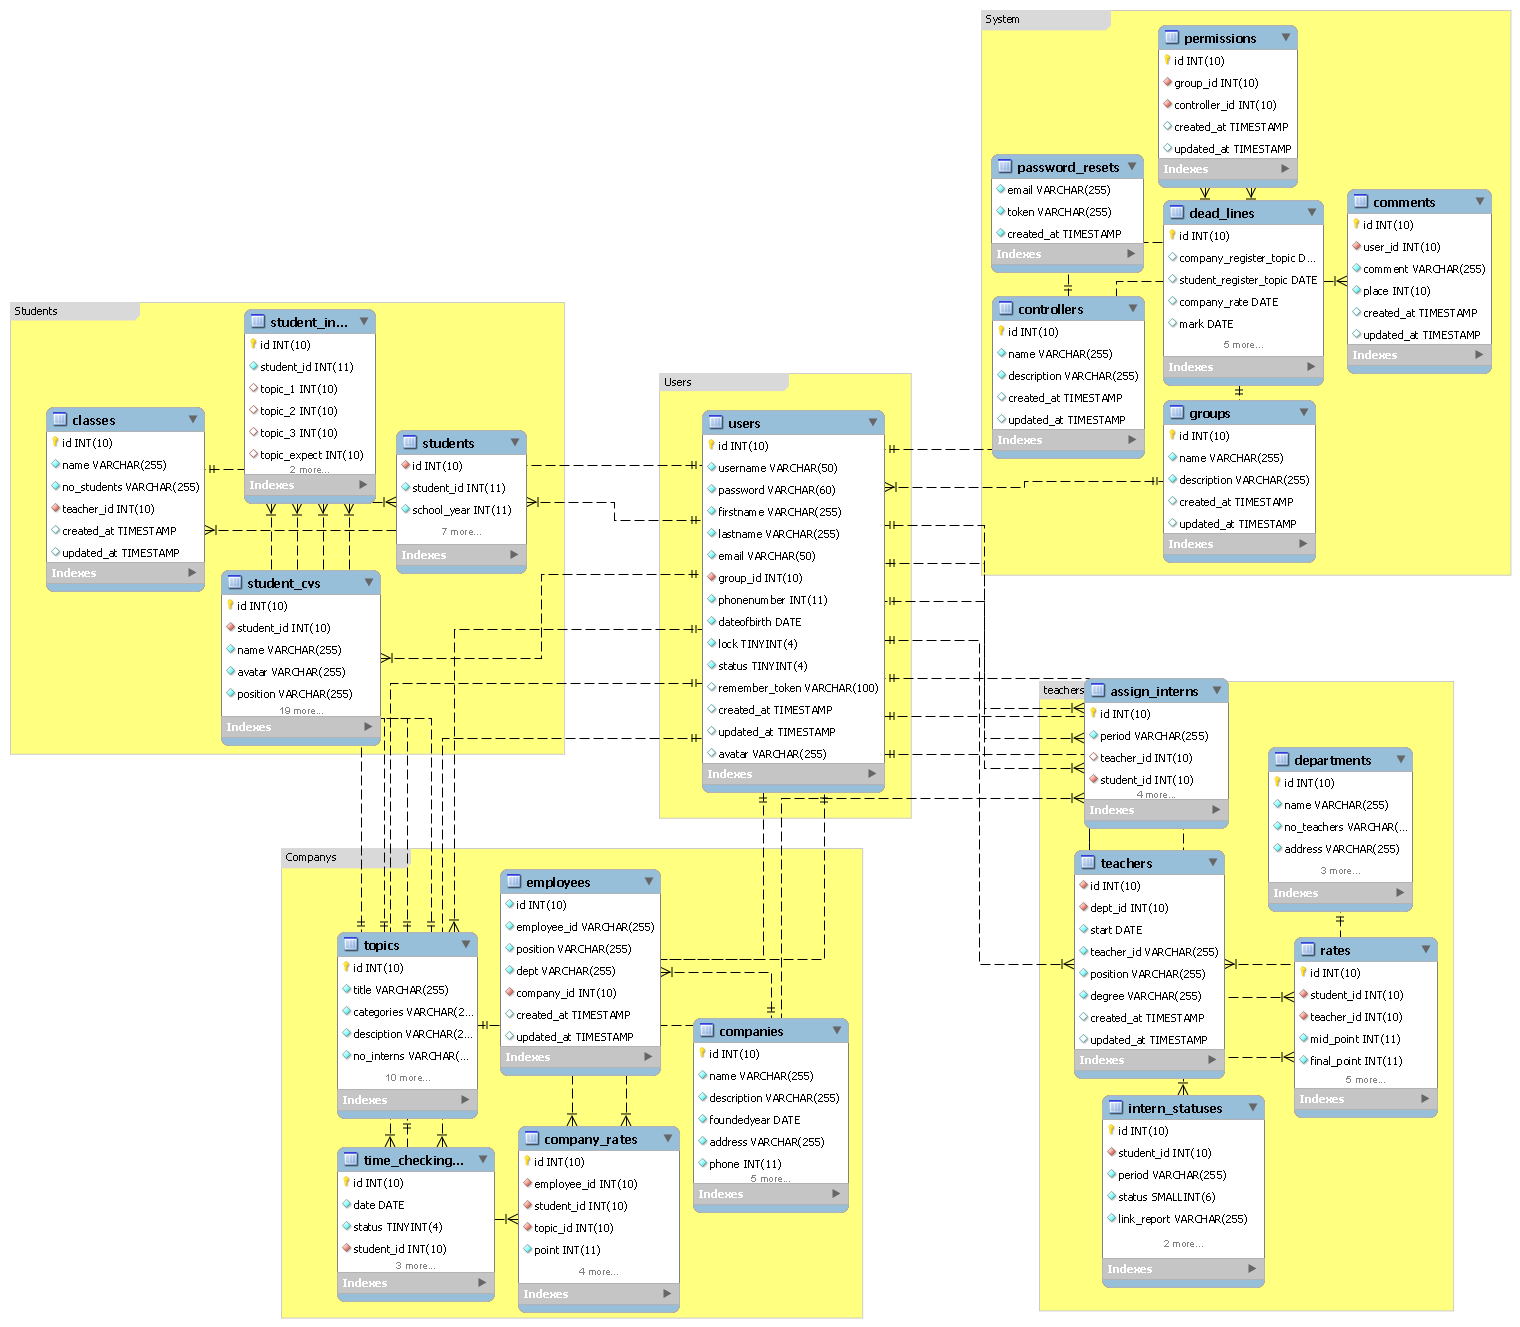 System
permissions
id INT(10)
group_id INT(10)
controller_id INT(10)
created_at TIMESTAMP
updated_at TIMESTAMP
Indexes
password_resets
email VARCHAR(255)
token VARCHAR(255)
created_at TIMESTAMP
Indexes
dead_lines
id INT(10)
company_register_topic D...
student_register_topic DATE
company_rate DATE
mark DATE
5 more...
Indexes
comments
id INT(10)
user_id INT(10)
comment VARCHAR(255)
place INT(10)
created_at TIMESTAMP
updated_at TIMESTAMP
Indexes
controllers
id INT(10)
name VARCHAR(255)
description VARCHAR(255)
created_at TIMESTAMP
updated_at TIMESTAMP
Indexes
groups
id INT(10)
name VARCHAR(255)
description VARCHAR(255)
created_at TIMESTAMP
updated_at TIMESTAMP
Indexes
Students
student_in...
id INT(10)
student_id INT(11)
topic_1 INT(10)
topic_2 INT(10)
topic_3 INT(10)
topic_expect INT(10)
2 more...
Indexes
classes
id INT(10)
name VARCHAR(255)
no_students VARCHAR(255)
teacher_id INT(10)
created_at TIMESTAMP
updated_at TIMESTAMP
Indexes
students
id INT(10)
student_id INT(11)
school_year INT(11)
7 more...
Indexes
student_cvs
id INT(10)
student_id INT(10)
name VARCHAR(255)
avatar VARCHAR(255)
position VARCHAR(255)
19 more...
Indexes
Users
users
id INT(10)
username VARCHAR(50)
password VARCHAR(60)
firstname VARCHAR(255)
lastname VARCHAR(255)
email VARCHAR(50)
group_id INT(10)
phonenumber INT(11)
dateofbirth DATE
lock TINYINT(4)
status TINYINT(4)
remember_token VARCHAR(100)
created_at TIMESTAMP
updated_at TIMESTAMP
avatar VARCHAR(255)
Indexes
teachers
assign_interns
id INT(10)
period VARCHAR(255)
teacher_id INT(10)
student_id INT(10)
4 more...
Indexes
departments
id INT(10)
name VARCHAR(255)
no_teachers VARCHAR(...
address VARCHAR(255)
3 more...
Indexes
teachers
id INT(10)
dept_id INT(10)
start DATE
teacher_id VARCHAR(255)
position VARCHAR(255)
degree VARCHAR(255)
created_at TIMESTAMP
updated_at TIMESTAMP
Indexes
rates
id INT(10)
student_id INT(10)
teacher_id INT(10)
mid_point INT(11)
final_point INT(11)
5 more...
Indexes
intern_statuses
id INT(10)
student_id INT(10)
period VARCHAR(255)
status SMALLINT(6)
link_report VARCHAR(255)
2 more...
Indexes
Companys
employees
id INT(10)
employee_id VARCHAR(255)
position VARCHAR(255)
dept VARCHAR(255)
company_id INT(10)
created_at TIMESTAMP
updated_at TIMESTAMP
Indexes
topics
id INT(10)
title VARCHAR(255)
categories VARCHAR(2...
desciption VARCHAR(2...
no_interns VARCHAR(...
10 more...
Indexes
companies
id INT(10)
name VARCHAR(255)
description VARCHAR(255)
foundedyear DATE
address VARCHAR(255)
phone INT(11)
5 more...
Indexes
time_checking...
id INT(10)
date DATE
status TINYINT(4)
student_id INT(10)
3 more...
Indexes
company_rates
id INT(10)
employee_id INT(10)
student_id INT(10)
topic_id INT(10)
point INT(11)
4 more...
Indexes